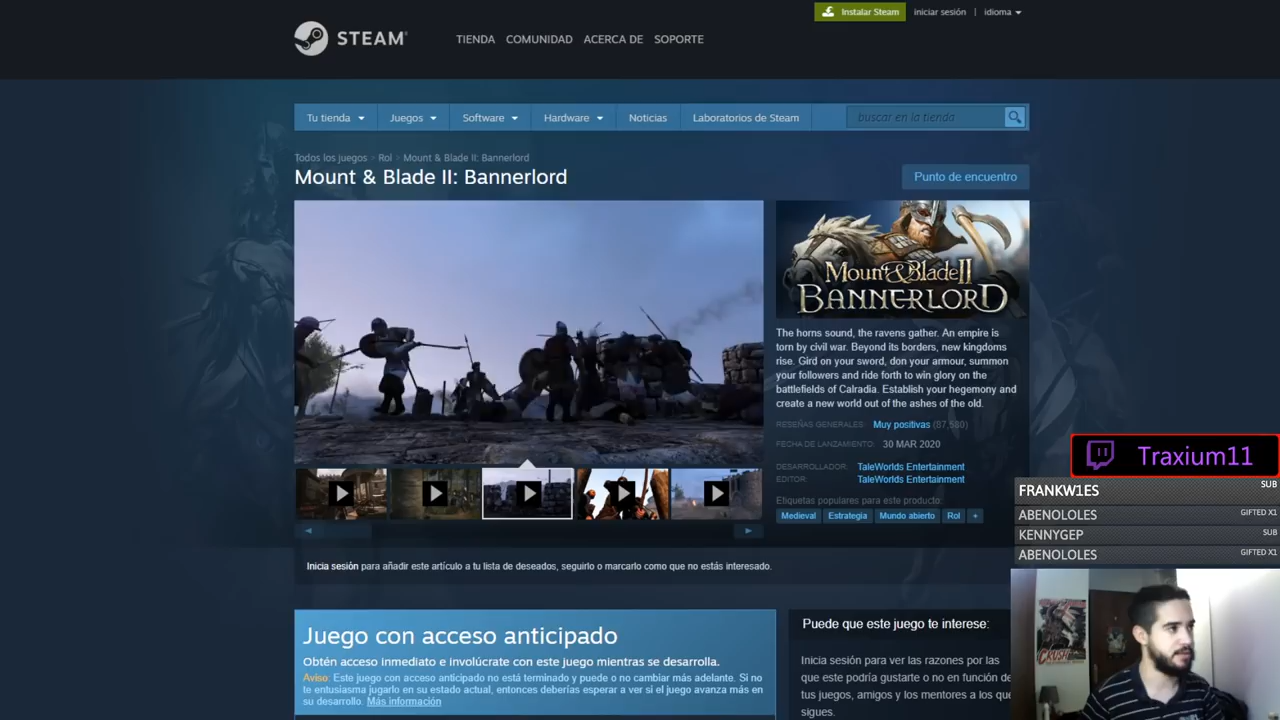 Instalar Steam
iniciar sesión | idioma
STEAM
TIENDA COMUNIDAD ACERCA DE SOPORTE
Tu tienda Juegos Software Hardware Noticias Laboratorios de Steam buscar en la tienda
Todos los juegos > Rol > Mount & Blade II: Bannerlord
Mount & Blade II: Bannerlord
Punto de encuentro
Mount & Blade II
BANNERLORD
The horns sound, the ravens gather. An empire is
torn by civil war. Beyond its borders, new kingdoms
rise. Gird on your sword, don your armour, summon
your followers and ride forth to win glory on the
battlefields of Calradia. Establish your hegemony and
create a new world out of the ashes of the old.
RESEÑAS GENERALES: Muy positivas (87,580)
FECHA DE LANZAMIENTO: 30 MAR 2020
DESARROLLADOR: TaleWorlds Entertainment
EDITOR: TaleWorlds Entertainment
Etiquetas populares para este producto:
Medieval Estrategia Mundo abierto Rol +
Inicia sesión para añadir este artículo a tu lista de deseados, seguirlo o marcarlo como que no estás interesado.
Juego con acceso anticipado
Obtén acceso inmediato e involúcrate con este juego mientras se desarrolla.
Aviso: Este juego con acceso anticipado no está terminado y puede o no cambiar más adelante. Si no
te entusiasma jugarlo en su estado actual, entonces deberías esperar a ver si el juego avanza más en
su desarrollo. Más información
Puede que este juego te interese:
Inicia sesión para ver las razones por las
que este podría gustarte o no en función de
tus juegos, amigos y los mentores a los que
sigues.
Traxium11
FRANKW1ES SUB
ABENOLOLES GIFTED X1
KENNYGEP SUB
ABENOLOLES GIFTED X1